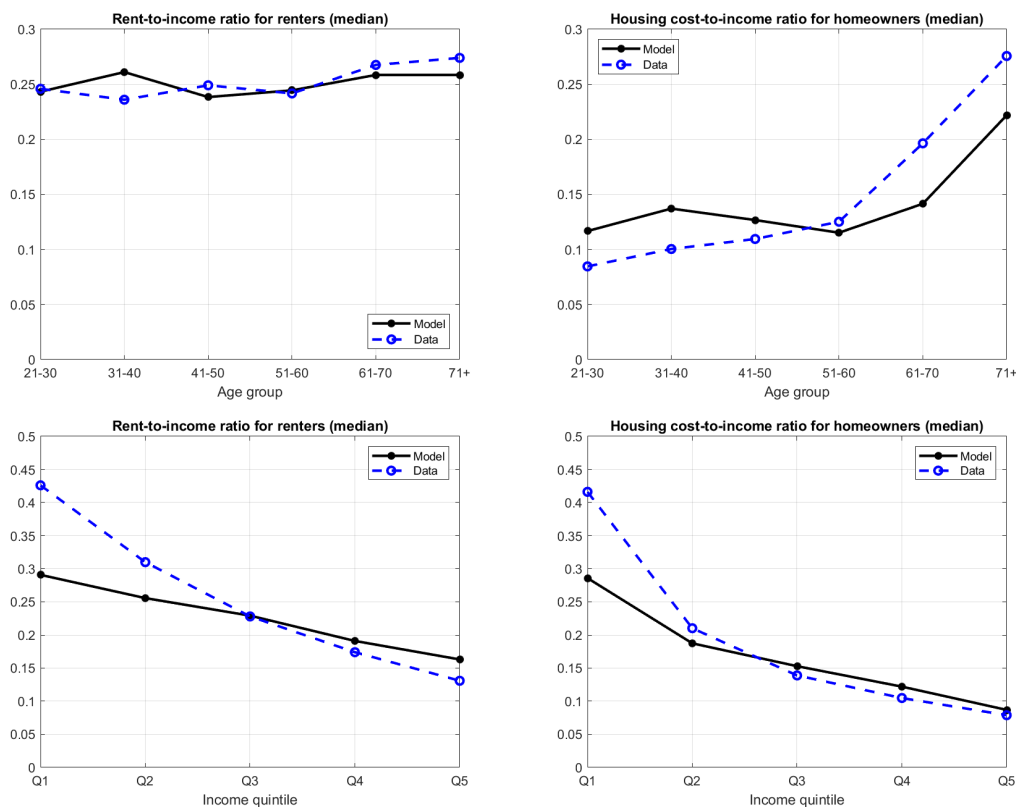 Rent-to-income ratio for renters (median)
0.3
0.25
0.2
0.15
0.1
0.05
0
Model
Data
21-30 31-40 41-50 51-60 61-70 71+
Age group
Housing cost-to-income ratio for homeowners (median)
0.3
0.25
0.2
0.15
0.1
0.05
0
Model
Data
21-30 31-40 41-50 51-60 61-70 71+
Age group
Rent-to-income ratio for renters (median)
0.5
0.45
0.4
0.35
0.3
0.25
0.2
0.15
0.1
0.05
0
Model
Data
Q1 Q2 Q3 Q4 Q5
Income quintile
Housing cost-to-income ratio for homeowners (median)
0.5
0.45
0.4
0.35
0.3
0.25
0.2
0.15
0.1
0.05
0
Model
Data
Q1 Q2 Q3 Q4 Q5
Income quintile